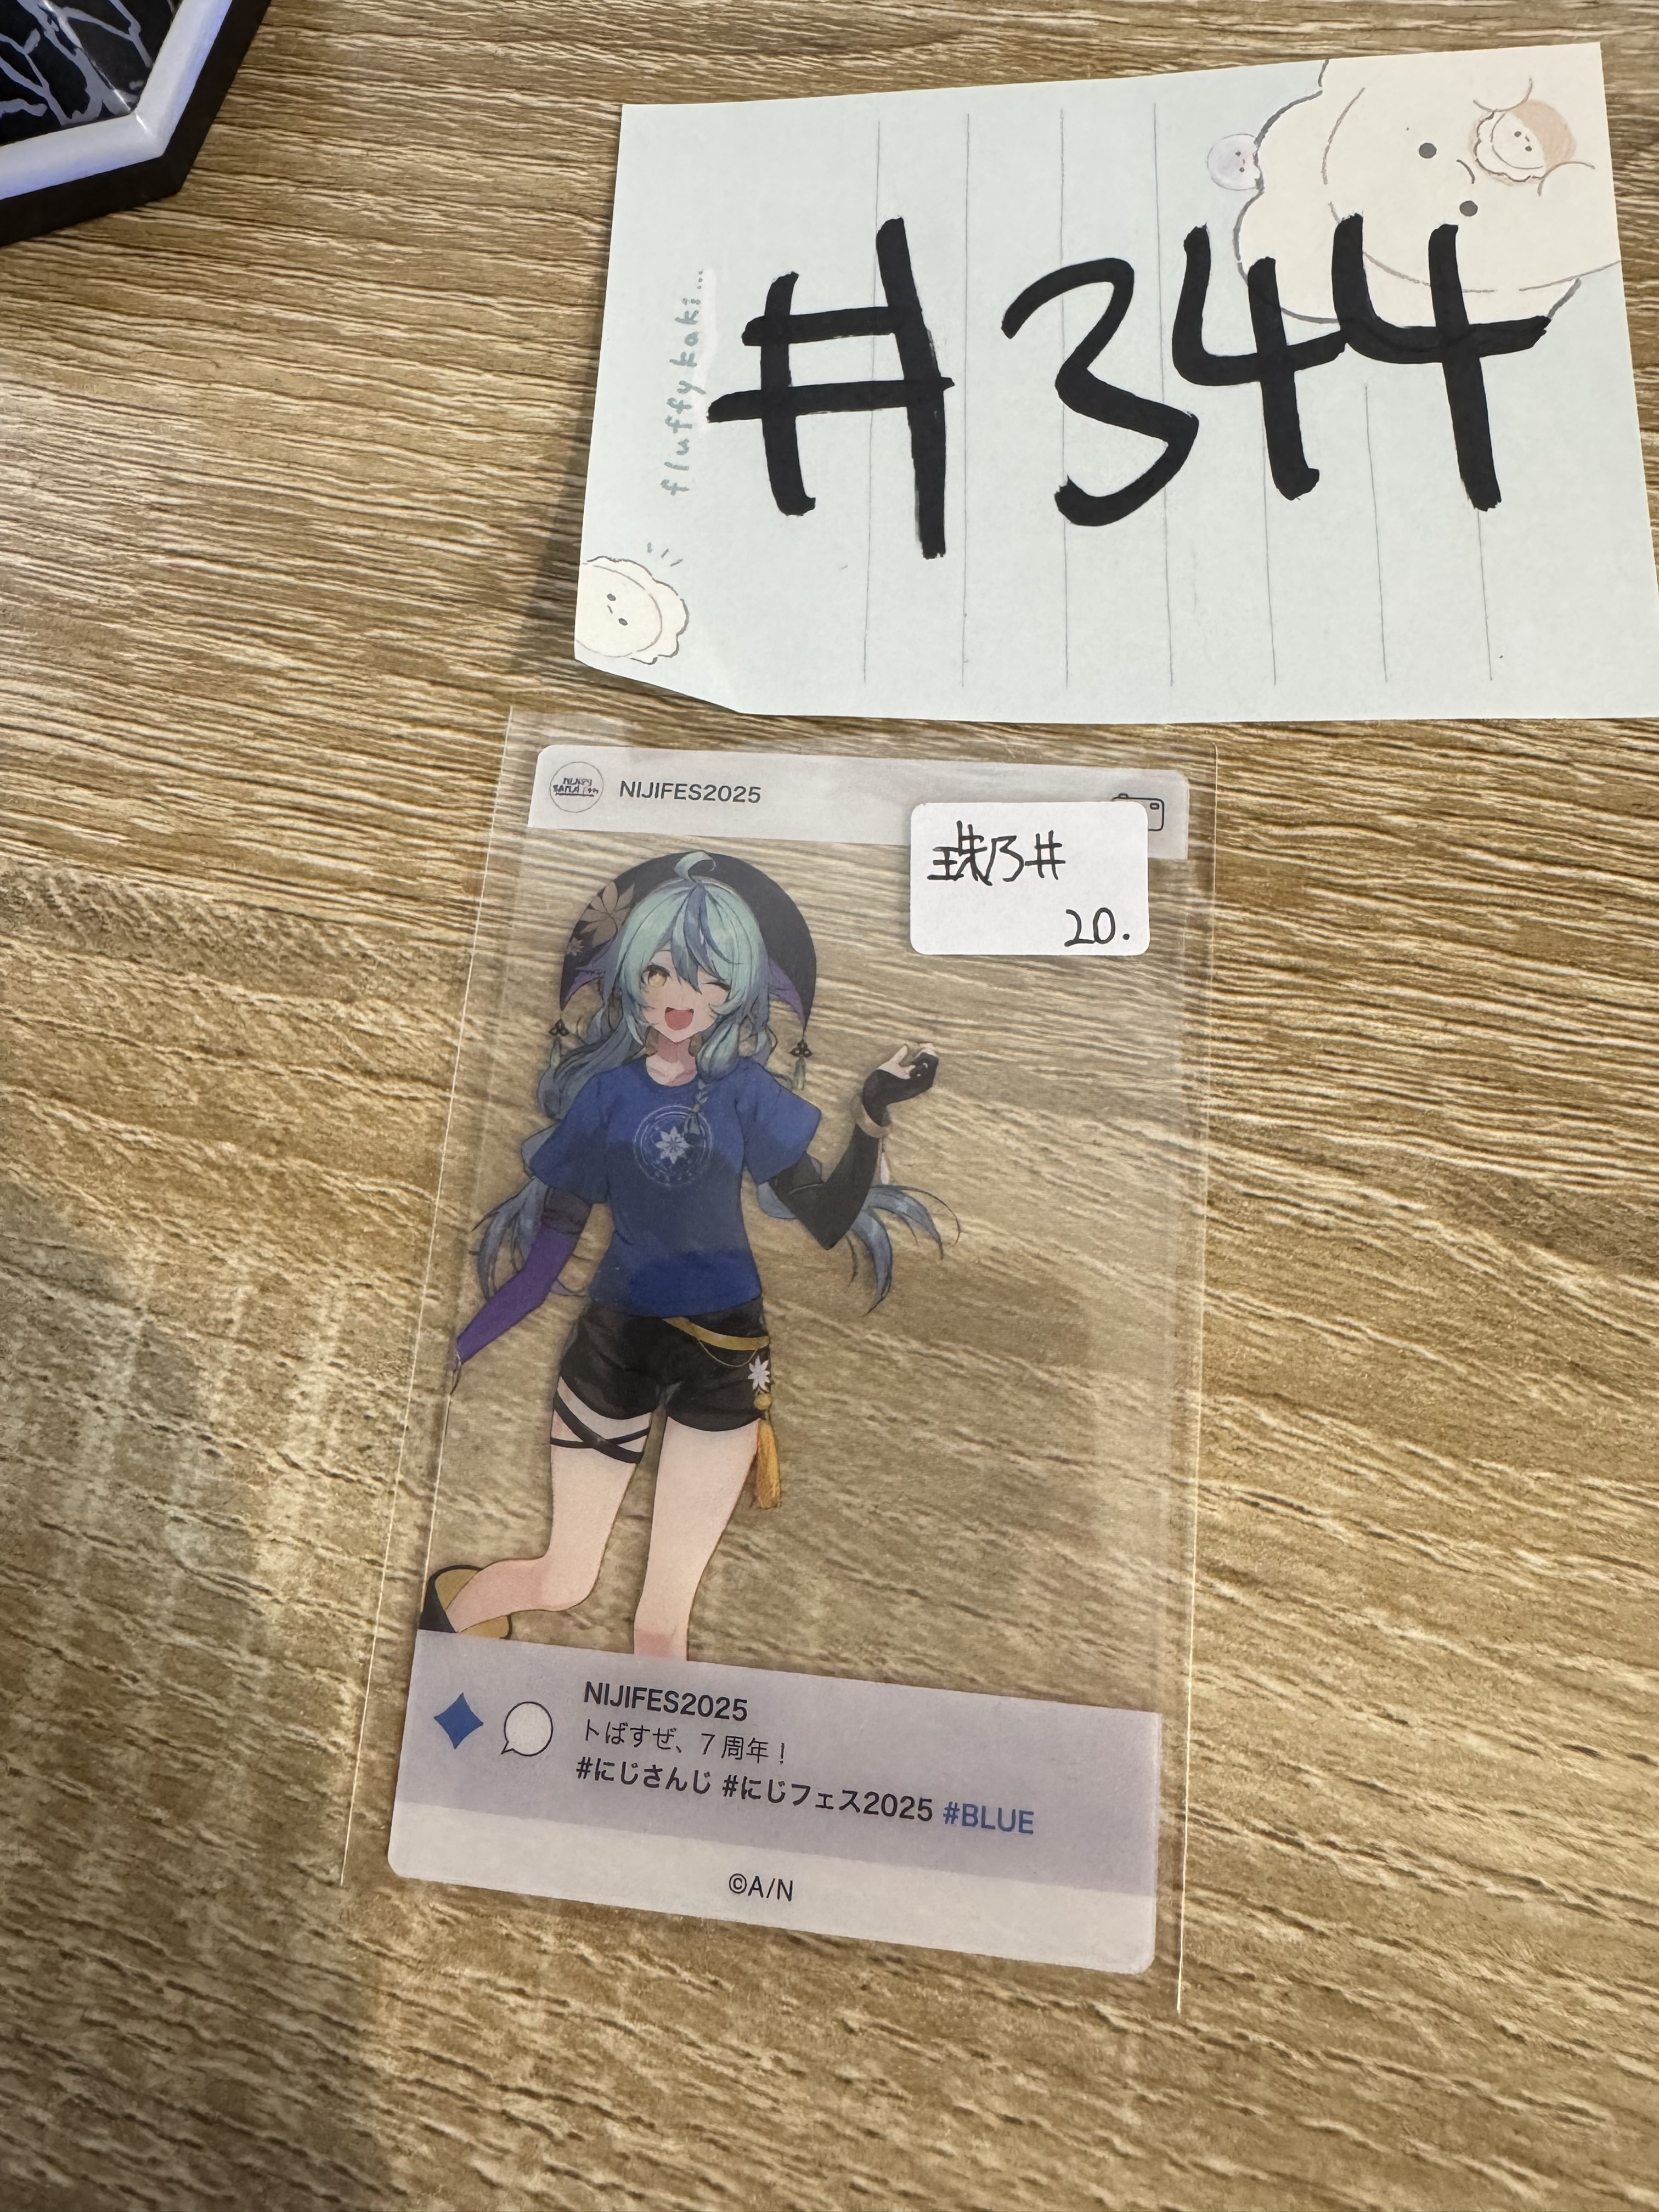 #344
fluffy kaki...
NIJIFES2025
珠乃井
20.
NIJIFES2025
トばすぜ、7周年！
#にじさんじ #にじフェス2025 #BLUE
©A/N